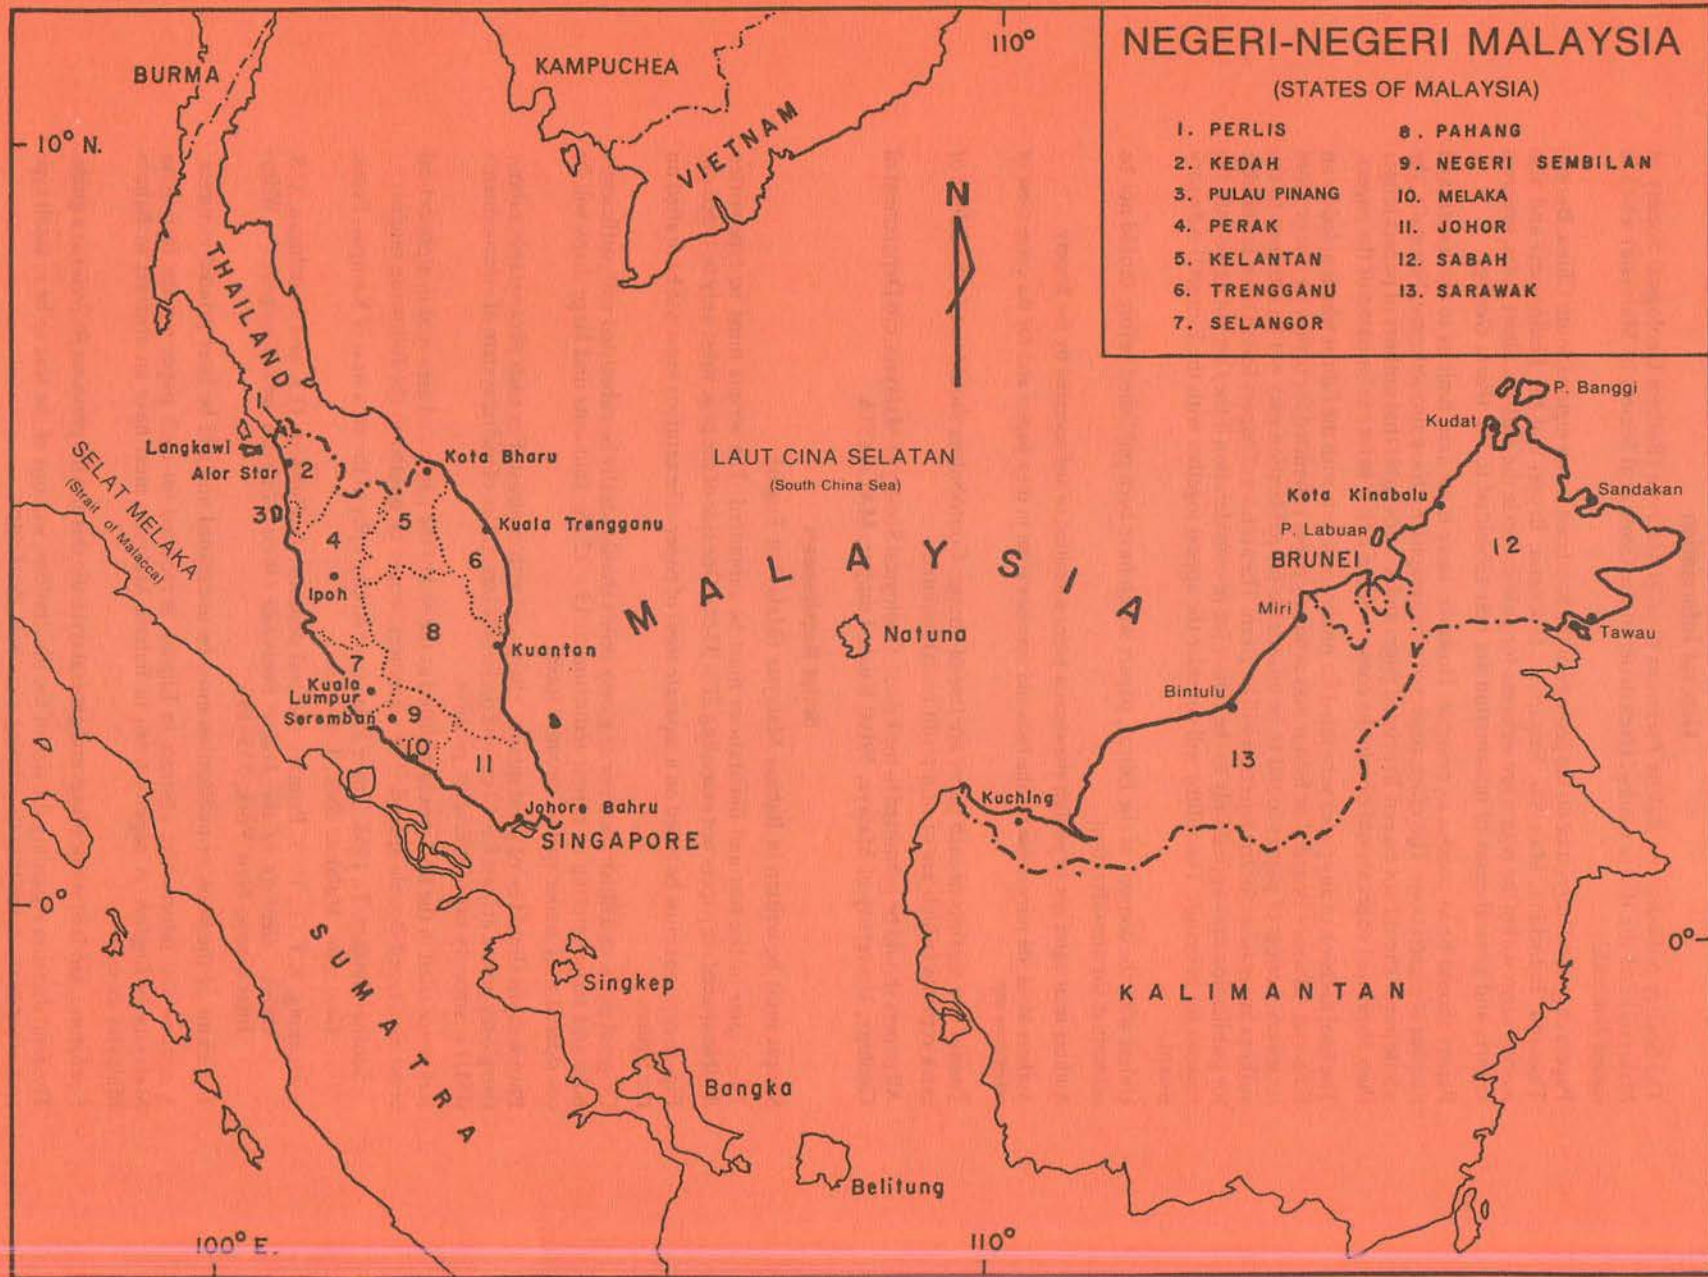 NEGERI-NEGERI MALAYSIA
(STATES OF MALAYSIA)
1. PERLIS
2. KEDAH
3. PULAU PINANG
4. PERAK
5. KELANTAN
6. TRENGGANU
7. SELANGOR
8. PAHANG
9. NEGERI SEMBILAN
10. MELAKA
11. JOHOR
12. SABAH
13. SARAWAK
110°
BURMA
KAMPUCHEA
VIETNAM
10° N.
N
THAILAND
Langkawi
Alor Star
2
Kota Bharu
SELAT MELAKA
(Strait of Malacca)
3
4
5
6
Kuala Trengganu
Ipoh
8
Kuantan
7
Kuala
Lumpur
Seremban
9
10
11
Johore Bahru
SINGAPORE
LAUT CINA SELATAN
(South China Sea)
MALAYSIA
Natuna
P. Banggi
Kudat
Kota Kinabalu
Sandakan
P. Labuan
BRUNEI
12
Miri
Tawau
Bintulu
13
Kuching
0°
0°
SUMATRA
Singkep
KALIMANTAN
Bangka
Belitung
100° E.
110°